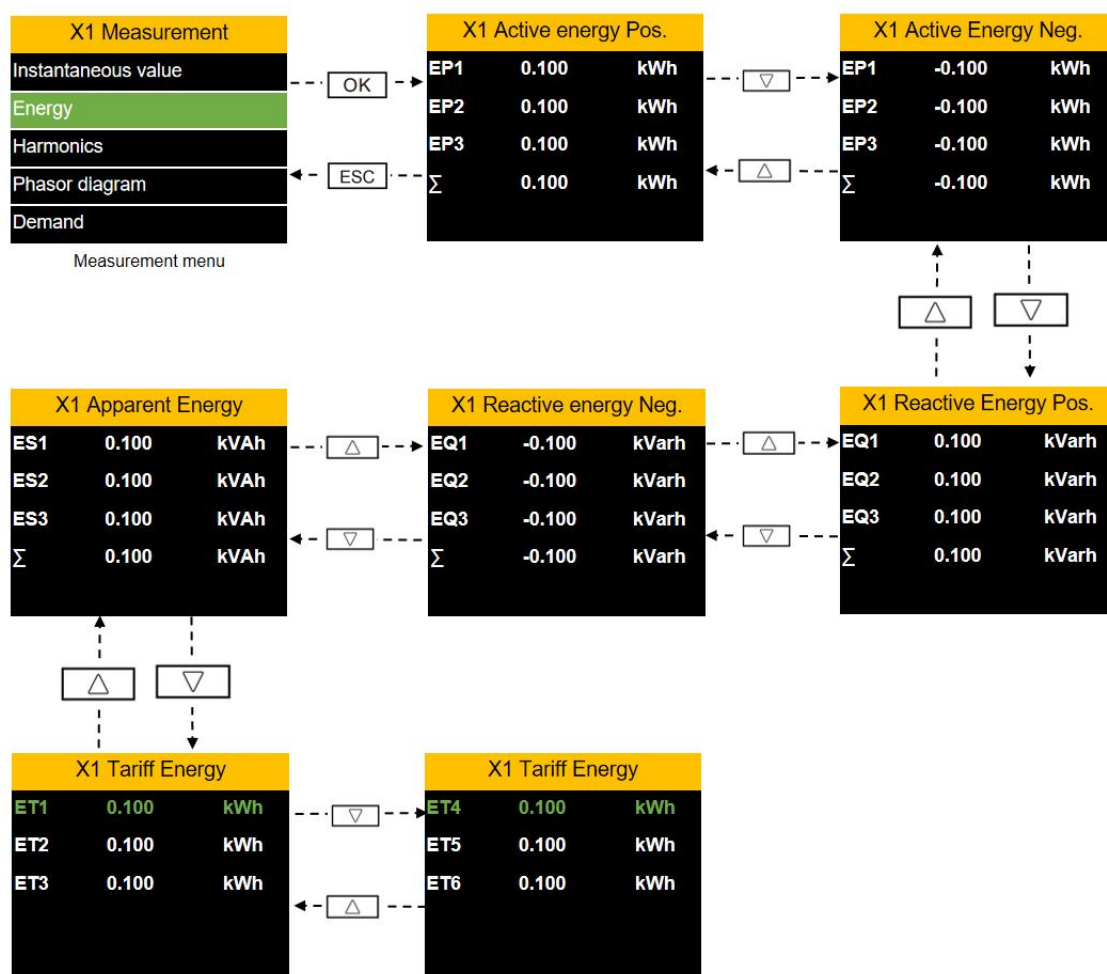 X1 Measurement
Instantaneous value
Energy
Harmonics
Phasor diagram
Demand
Measurement menu
OK
ESC
X1 Active energy Pos.
EP1 0.100 kWh
EP2 0.100 kWh
EP3 0.100 kWh
∑ 0.100 kWh
X1 Active Energy Neg.
EP1 -0.100 kWh
EP2 -0.100 kWh
EP3 -0.100 kWh
∑ -0.100 kWh
X1 Apparent Energy
ES1 0.100 kVAh
ES2 0.100 kVAh
ES3 0.100 kVAh
∑ 0.100 kVAh
X1 Reactive energy Neg.
EQ1 -0.100 kVarh
EQ2 -0.100 kVarh
EQ3 -0.100 kVarh
∑ -0.100 kVarh
X1 Reactive Energy Pos.
EQ1 0.100 kVarh
EQ2 0.100 kVarh
EQ3 0.100 kVarh
∑ 0.100 kVarh
X1 Tariff Energy
ET1 0.100 kWh
ET2 0.100 kWh
ET3 0.100 kWh
X1 Tariff Energy
ET4 0.100 kWh
ET5 0.100 kWh
ET6 0.100 kWh